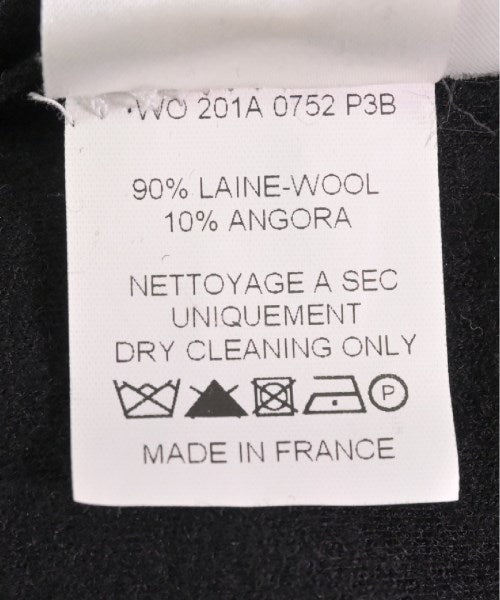 WO 201A 0752 P3B
90% LAINE-WOOL
10% ANGORA
NETTOYAGE A SEC
UNIQUEMENT
DRY CLEANING ONLY
P
MADE IN FRANCE